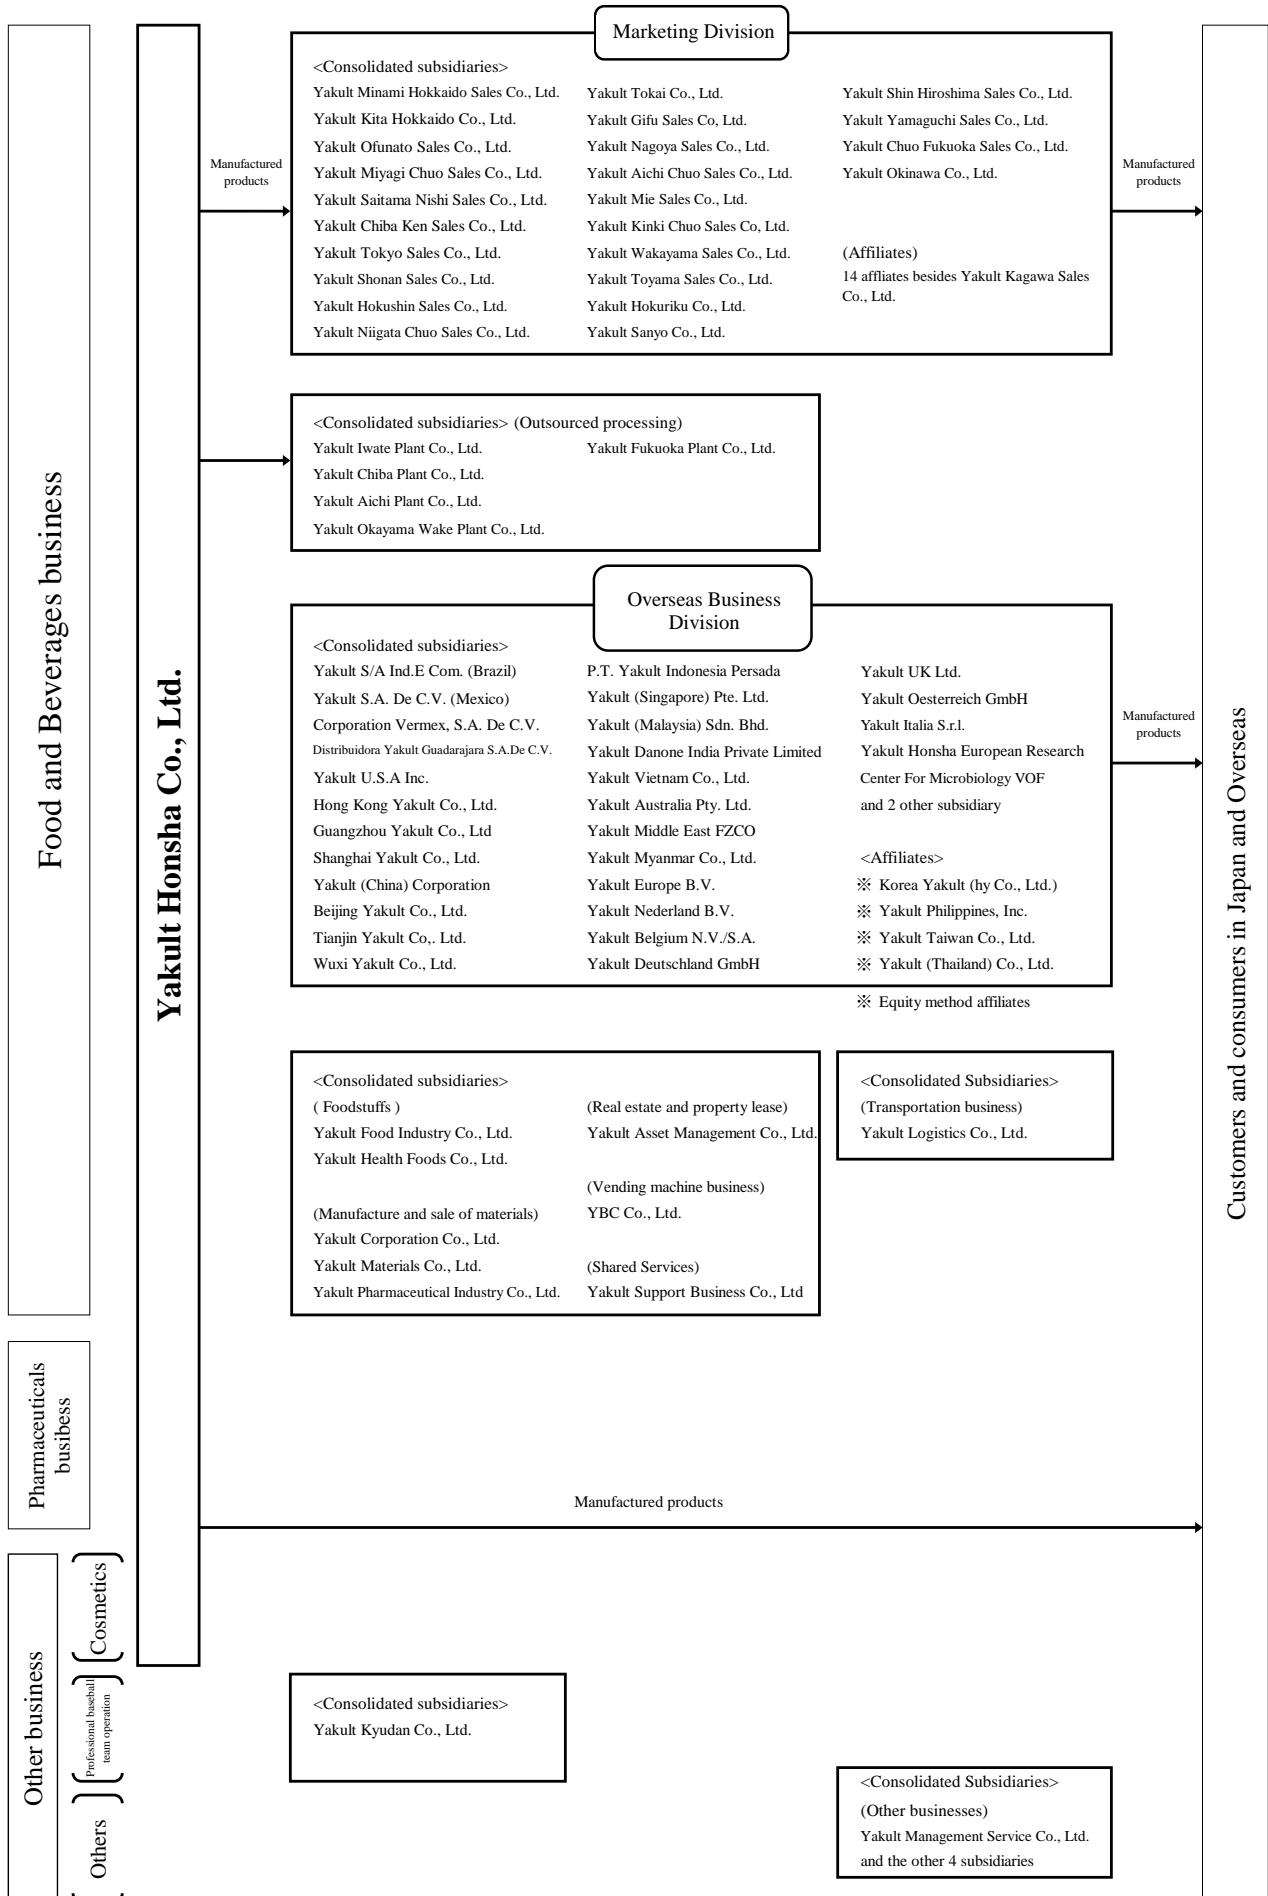 Marketing Division
<Consolidated subsidiaries>
Yakult Minami Hokkaido Sales Co., Ltd.
Yakult Kita Hokkaido Co., Ltd.
Yakult Ofunato Sales Co., Ltd.
Yakult Miyagi Chuo Sales Co., Ltd.
Yakult Saitama Nishi Sales Co., Ltd.
Yakult Chiba Ken Sales Co., Ltd.
Yakult Tokyo Sales Co., Ltd.
Yakult Shonan Sales Co., Ltd.
Yakult Hokushin Sales Co., Ltd.
Yakult Niigata Chuo Sales Co., Ltd.
Yakult Tokai Co., Ltd.
Yakult Gifu Sales Co, Ltd.
Yakult Nagoya Sales Co., Ltd.
Yakult Aichi Chuo Sales Co., Ltd.
Yakult Mie Sales Co., Ltd.
Yakult Kinki Chuo Sales Co, Ltd.
Yakult Wakayama Sales Co., Ltd.
Yakult Toyama Sales Co., Ltd.
Yakult Hokuriku Co., Ltd.
Yakult Sanyo Co., Ltd.
Yakult Shin Hiroshima Sales Co., Ltd.
Yakult Yamaguchi Sales Co., Ltd.
Yakult Chuo Fukuoka Sales Co., Ltd.
Yakult Okinawa Co., Ltd.
(Affiliates)
14 affliates besides Yakult Kagawa Sales
Co., Ltd.
Manufactured
products
Manufactured
products
<Consolidated subsidiaries> (Outsourced processing)
Yakult Iwate Plant Co., Ltd.
Yakult Chiba Plant Co., Ltd.
Yakult Aichi Plant Co., Ltd.
Yakult Okayama Wake Plant Co., Ltd.
Yakult Fukuoka Plant Co., Ltd.
Food and Beverages business
Yakult Honsha Co., Ltd.
Overseas Business
Division
<Consolidated subsidiaries>
Yakult S/A Ind.E Com. (Brazil)
Yakult S.A. De C.V. (Mexico)
Corporation Vermex, S.A. De C.V.
Distribuidora Yakult Guadarajara S.A.De C.V.
Yakult U.S.A Inc.
Hong Kong Yakult Co., Ltd.
Guangzhou Yakult Co., Ltd
Shanghai Yakult Co., Ltd.
Yakult (China) Corporation
Beijing Yakult Co., Ltd.
Tianjin Yakult Co,. Ltd.
Wuxi Yakult Co., Ltd.
P.T. Yakult Indonesia Persada
Yakult (Singapore) Pte. Ltd.
Yakult (Malaysia) Sdn. Bhd.
Yakult Danone India Private Limited
Yakult Vietnam Co., Ltd.
Yakult Australia Pty. Ltd.
Yakult Middle East FZCO
Yakult Myanmar Co., Ltd.
Yakult Europe B.V.
Yakult Nederland B.V.
Yakult Belgium N.V./S.A.
Yakult Deutschland GmbH
Yakult UK Ltd.
Yakult Oesterreich GmbH
Yakult Italia S.r.l.
Yakult Honsha European Research
Center For Microbiology VOF
and 2 other subsidiary
<Affiliates>
※ Korea Yakult (hy Co., Ltd.)
※ Yakult Philippines, Inc.
※ Yakult Taiwan Co., Ltd.
※ Yakult (Thailand) Co., Ltd.
※ Equity method affiliates
Manufactured
products
Customers and consumers in Japan and Overseas
<Consolidated subsidiaries>
( Foodstuffs )
Yakult Food Industry Co., Ltd.
Yakult Health Foods Co., Ltd.
(Manufacture and sale of materials)
Yakult Corporation Co., Ltd.
Yakult Materials Co., Ltd.
Yakult Pharmaceutical Industry Co., Ltd.
(Real estate and property lease)
Yakult Asset Management Co., Ltd.
(Vending machine business)
YBC Co., Ltd.
(Shared Services)
Yakult Support Business Co., Ltd
<Consolidated Subsidiaries>
(Transportation business)
Yakult Logistics Co., Ltd.
Pharmaceuticals
busibess
Manufactured products
Other business
Cosmetics
Professional baseball
team operation
<Consolidated subsidiaries>
Yakult Kyudan Co., Ltd.
Others
<Consolidated Subsidiaries>
(Other businesses)
Yakult Management Service Co., Ltd.
and the other 4 subsidiaries